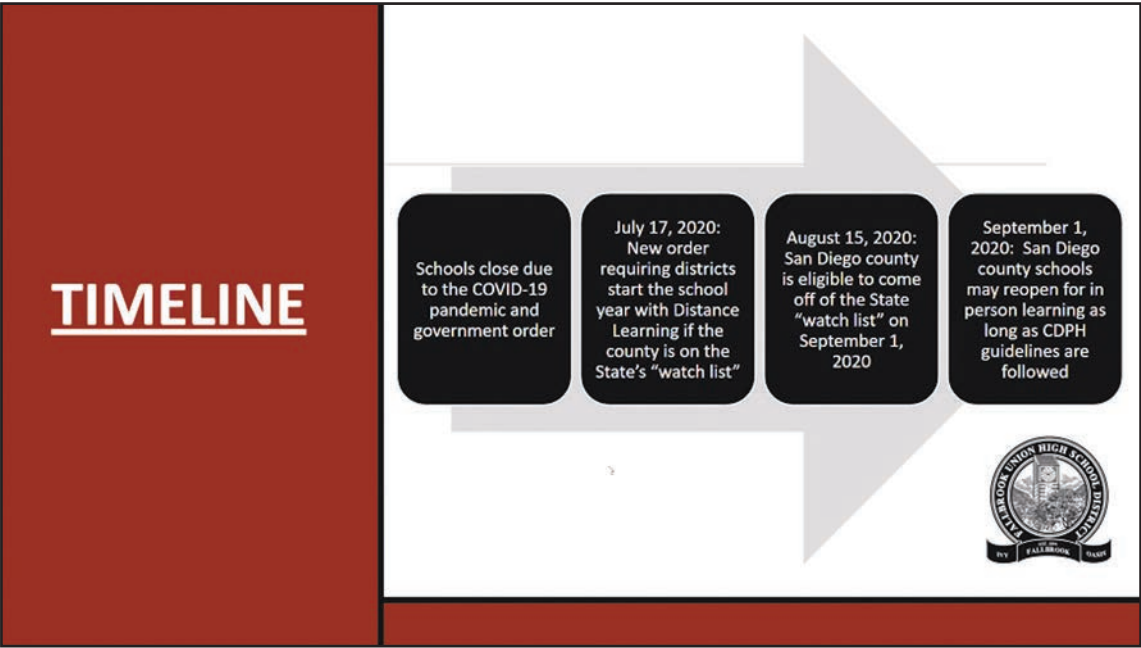 TIMELINE
Schools close due
to the COVID-19
pandemic and
government order
July 17, 2020:
New order
requiring districts
start the school
year with Distance
Learning if the
county is on the
State's “watch list”
August 15, 2020:
San Diego county
is eligible to come
off of the State
“watch list” on
September 1,
2020
September 1,
2020:  San Diego
county schools
may reopen for in
person learning as
long as CDPH
guidelines are
followed
FALLBROOK UNION HIGH SCHOOL DISTRICT
IVY FALLBROOK OASIS